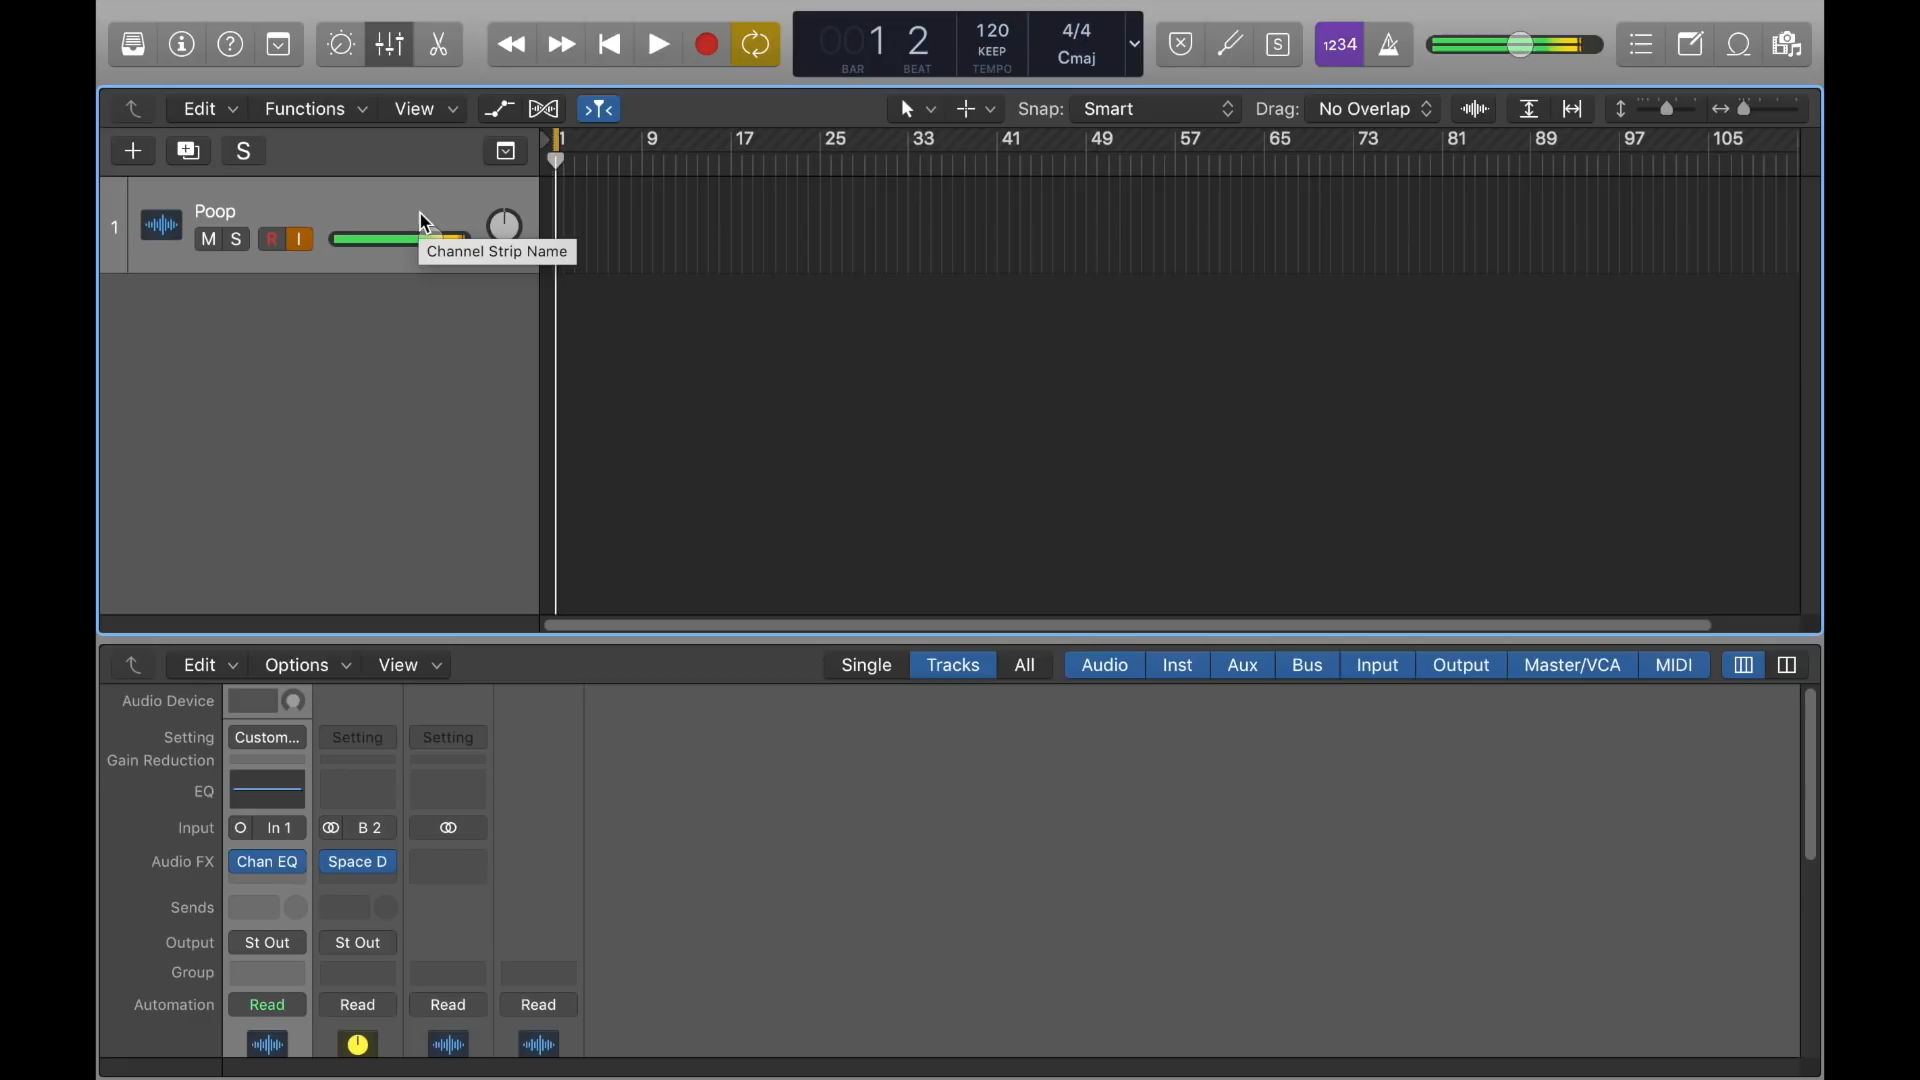 001 2 120 4/4
KEEP Cmaj
BAR BEAT TEMPO
1234
S
Edit Functions View Snap: Smart Drag: No Overlap
S
1 9 17 25 33 41 49 57 65 73 81 89 97 105
1 Poop
M S R I
Channel Strip Name
Edit Options View Single Tracks All Audio Inst Aux Bus Input Output Master/VCA MIDI
Audio Device
Setting Custom... Setting Setting
Gain Reduction
EQ
Input In 1 B 2
Audio FX Chan EQ Space D
Sends
Output St Out St Out
Group
Automation Read Read Read Read